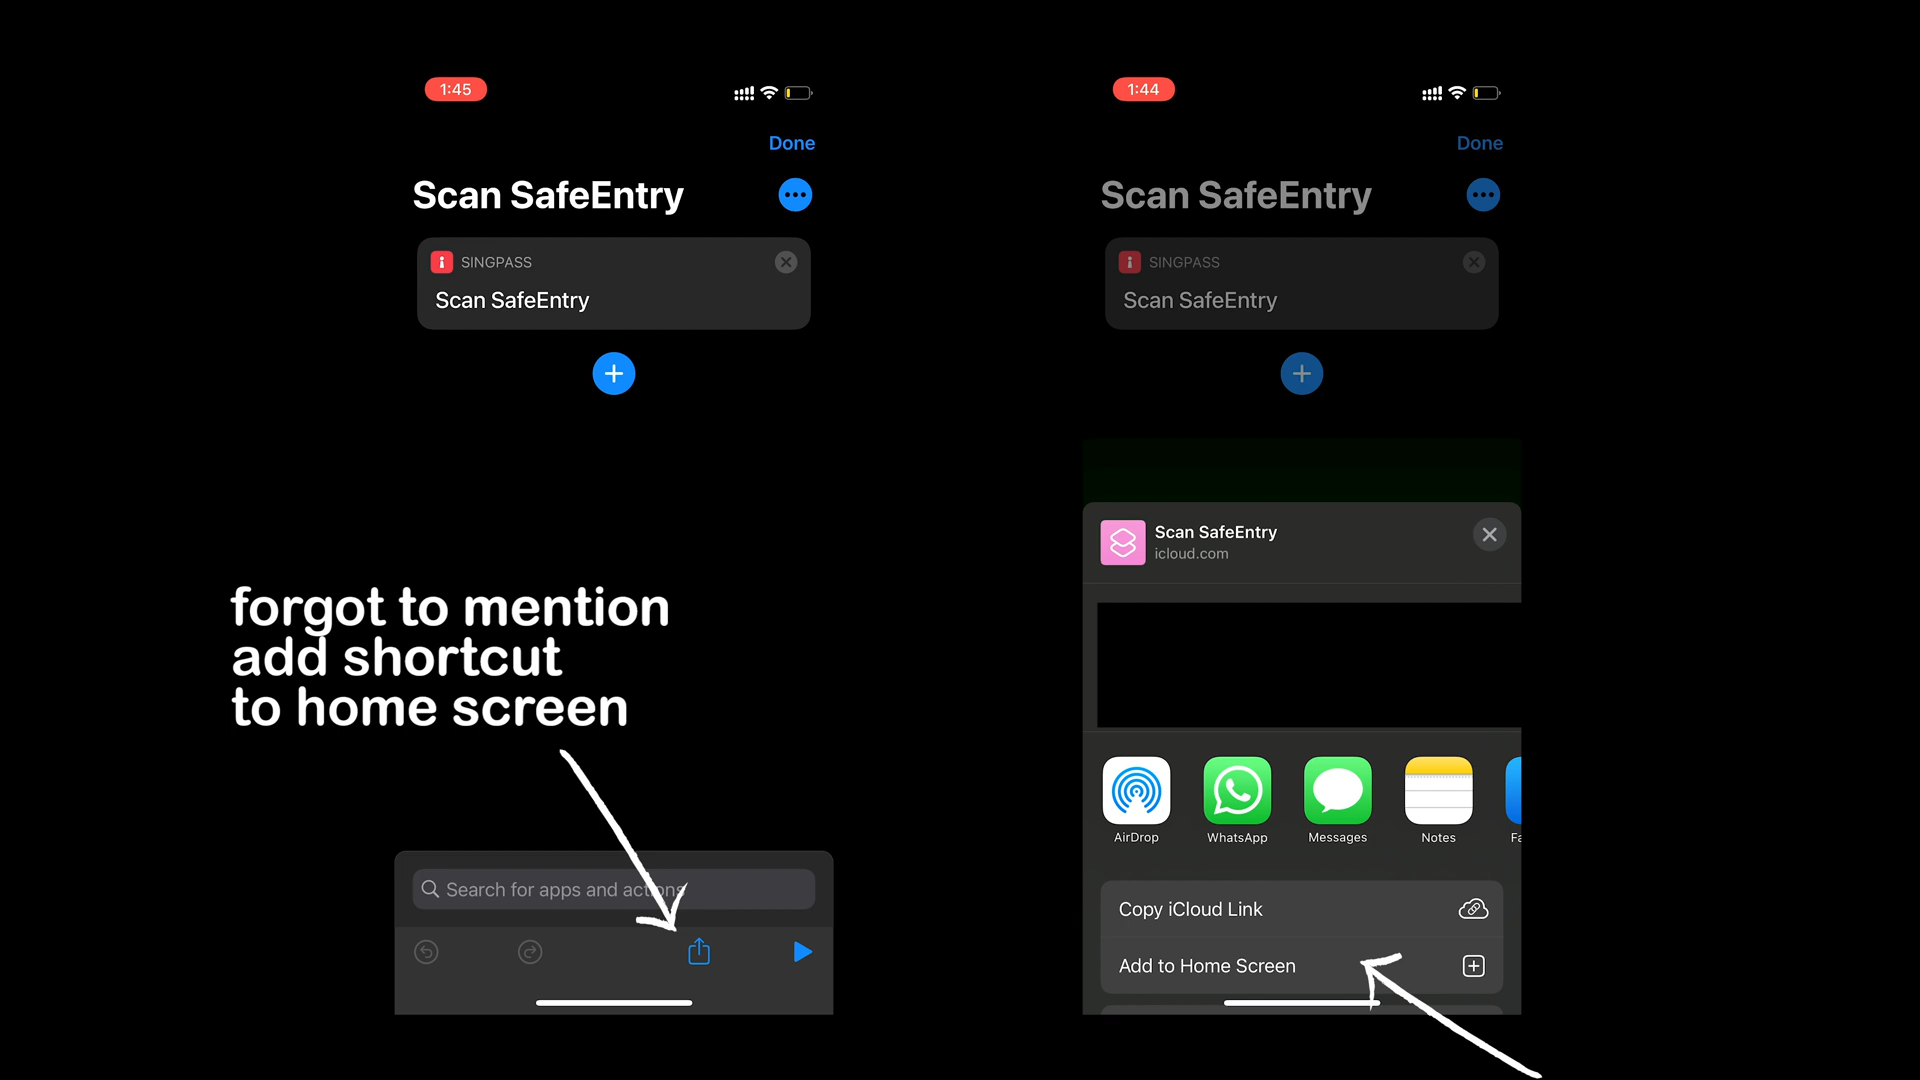 1:45
Done
Scan SafeEntry
SINGPASS
Scan SafeEntry
forgot to mention
add shortcut
to home screen
Search for apps and actions
1:44
Done
Scan SafeEntry
SINGPASS
Scan SafeEntry
Scan SafeEntry
icloud.com
AirDrop
WhatsApp
Messages
Notes
Fa
Copy iCloud Link
Add to Home Screen